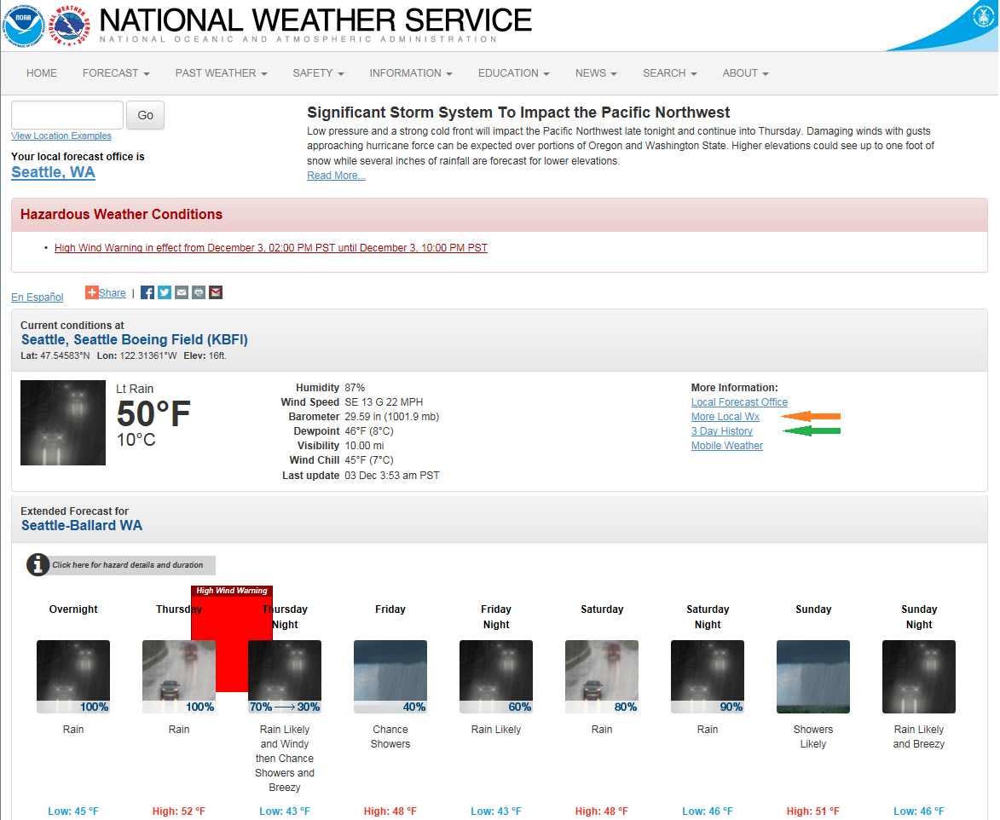 NOAA
NATIONAL WEATHER SERVICE
NATIONAL OCEANIC AND ATMOSPHERIC ADMINISTRATION
HOME FORECAST PAST WEATHER SAFETY INFORMATION EDUCATION NEWS SEARCH ABOUT
Go
View Location Examples
Your local forecast office is
Seattle, WA
Significant Storm System To Impact the Pacific Northwest
Low pressure and a strong cold front will impact the Pacific Northwest late tonight and continue into Thursday. Damaging winds with gusts
approaching hurricane force can be expected over portions of Oregon and Washington State. Higher elevations could see up to one foot of
snow while several inches of rainfall are forecast for lower elevations.
Read More...
Hazardous Weather Conditions
• High Wind Warning in effect from December 3, 02:00 PM PST until December 3, 10:00 PM PST
En Español Share |
Current conditions at
Seattle, Seattle Boeing Field (KBFI)
Lat: 47.54583°N Lon: 122.31361°W Elev: 16ft.
Lt Rain
50°F
10°C
Humidity 87%
Wind Speed SE 13 G 22 MPH
Barometer 29.59 in (1001.9 mb)
Dewpoint 46°F (8°C)
Visibility 10.00 mi
Wind Chill 45°F (7°C)
Last update 03 Dec 3:53 am PST
More Information:
Local Forecast Office
More Local Wx
3 Day History
Mobile Weather
Extended Forecast for
Seattle-Ballard WA
i Click here for hazard details and duration
High Wind Warning
Overnight
100%
Rain
Low: 45 °F
Thursday
100%
Rain
High: 52 °F
Thursday
Night
70% → 30%
Rain Likely
and Windy
then Chance
Showers and
Breezy
Low: 43 °F
Friday
40%
Chance
Showers
High: 48 °F
Friday
Night
60%
Rain Likely
Low: 43 °F
Saturday
80%
Rain
High: 48 °F
Saturday
Night
90%
Rain
Low: 46 °F
Sunday
Showers
Likely
High: 51 °F
Sunday
Night
Rain Likely
and Breezy
Low: 46 °F